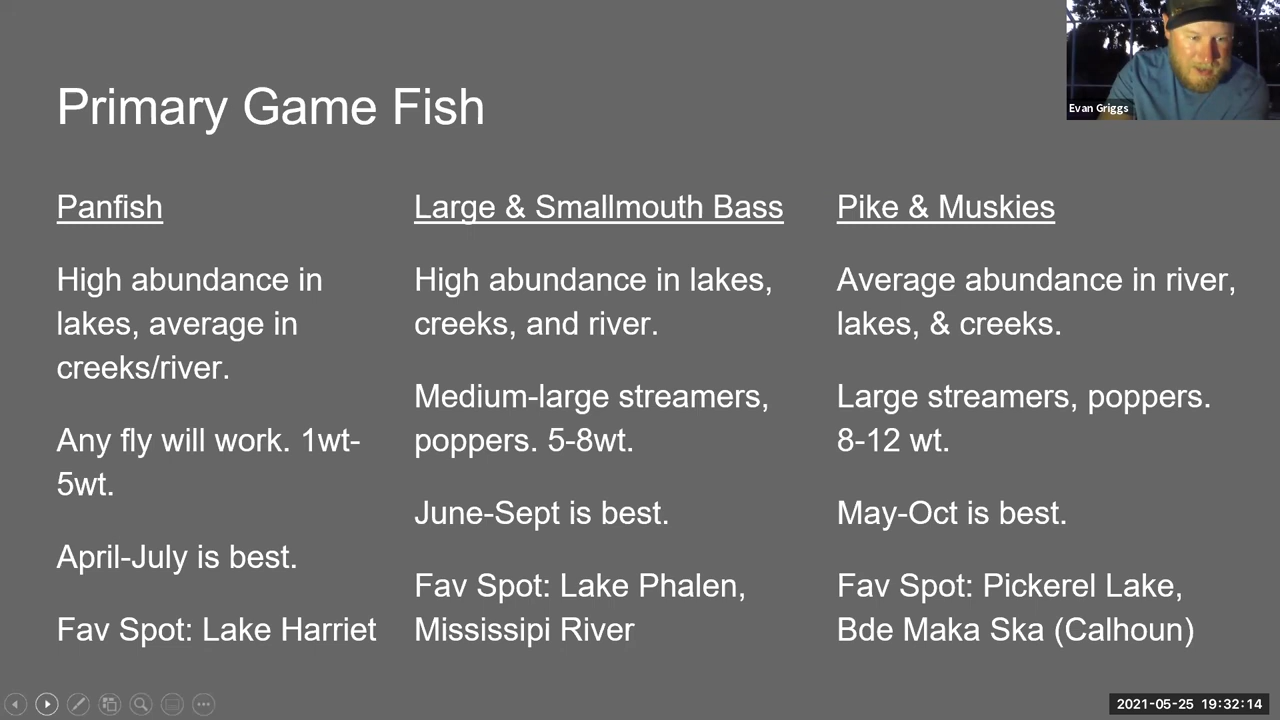 Primary Game Fish
Evan Griggs
Panfish
High abundance in
lakes, average in
creeks/river.
Any fly will work. 1wt-
5wt.
April-July is best.
Fav Spot: Lake Harriet
Large & Smallmouth Bass
High abundance in lakes,
creeks, and river.
Medium-large streamers,
poppers. 5-8wt.
June-Sept is best.
Fav Spot: Lake Phalen,
Mississipi River
Pike & Muskies
Average abundance in river,
lakes, & creeks.
Large streamers, poppers.
8-12 wt.
May-Oct is best.
Fav Spot: Pickerel Lake,
Bde Maka Ska (Calhoun)
2021-05-25 19:32:14